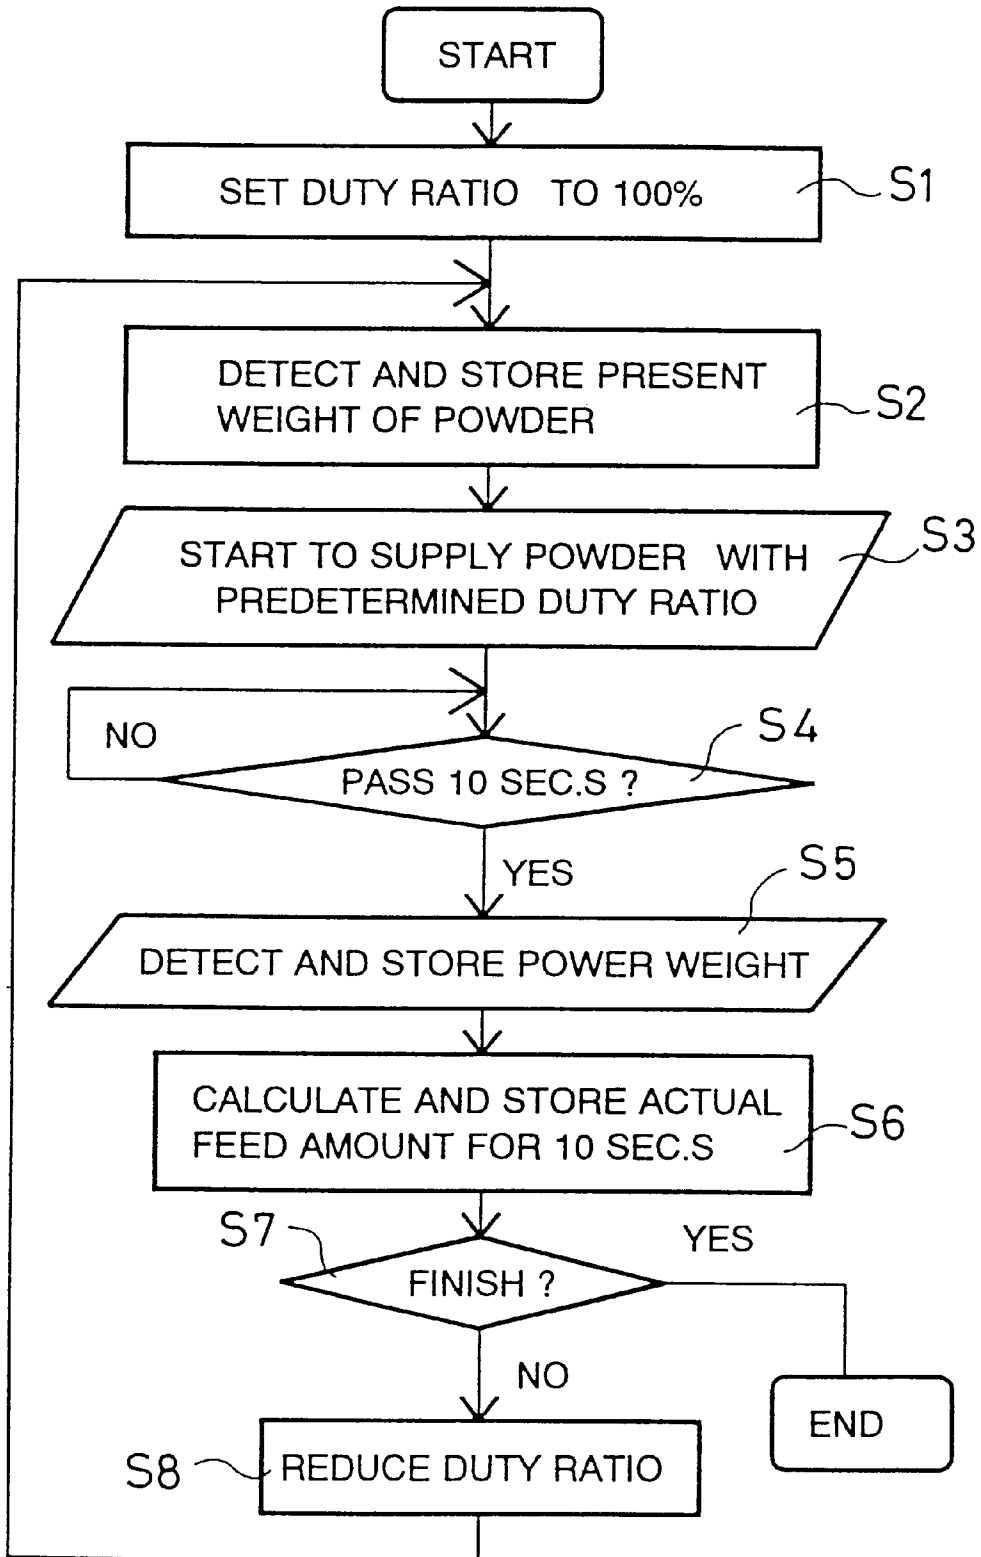 START
SET DUTY RATIO TO 100%
S1
DETECT AND STORE PRESENT
WEIGHT OF POWDER
S2
START TO SUPPLY POWDER WITH
PREDETERMINED DUTY RATIO
S3
NO
PASS 10 SEC.S ?
S4
YES
DETECT AND STORE POWER WEIGHT
S5
CALCULATE AND STORE ACTUAL
FEED AMOUNT FOR 10 SEC.S
S6
S7
FINISH ?
YES
NO
END
S8
REDUCE DUTY RATIO